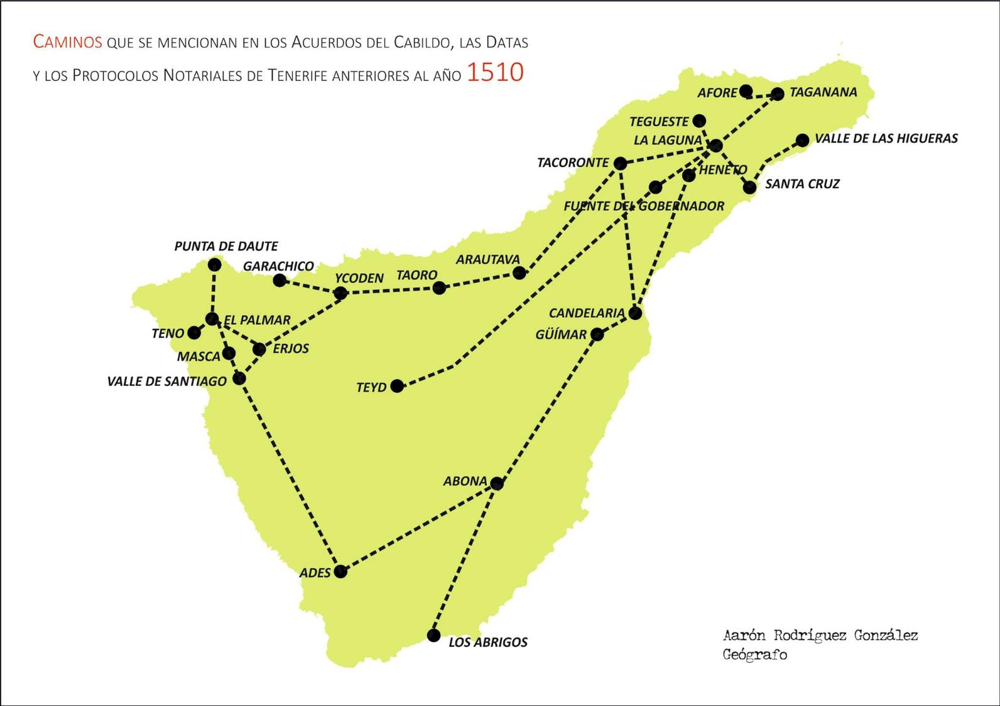 CAMINOS QUE SE MENCIONAN EN LOS ACUERDOS DEL CABILDO, LAS DATAS
Y LOS PROTOCOLOS NOTARIALES DE TENERIFE ANTERIORES AL AÑO 1510
AFORE
TAGANANA
TEGUESTE
LA LAGUNA
VALLE DE LAS HIGUERAS
TACORONTE
HENETO
SANTA CRUZ
FUENTE DEL GOBERNADOR
PUNTA DE DAUTE
GARACHICO
YCODEN
TAORO
ARAUTAVA
CANDELARIA
EL PALMAR
TENO
GÜÍMAR
MASCA
ERJOS
VALLE DE SANTIAGO
TEYD
ABONA
ADES
LOS ABRIGOS
Aarón Rodríguez González
Geógrafo